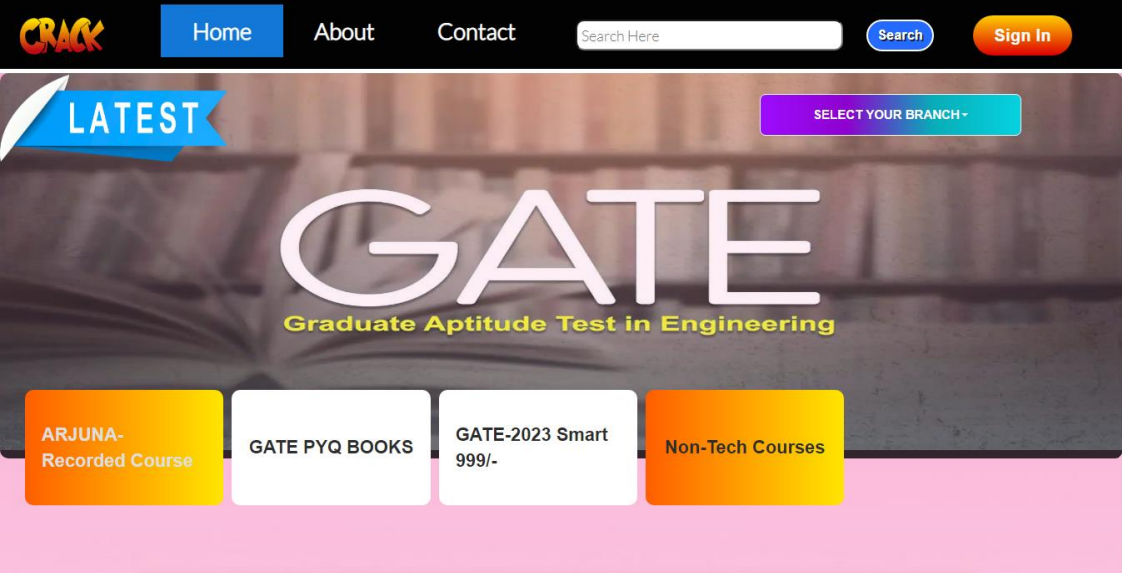 CRACK
Home
About
Contact
Search Here
Search
Sign In
LATEST
SELECT YOUR BRANCH
GATE
Graduate Aptitude Test in Engineering
ARJUNA-
Recorded Course
GATE PYQ BOOKS
GATE-2023 Smart
999/-
Non-Tech Courses